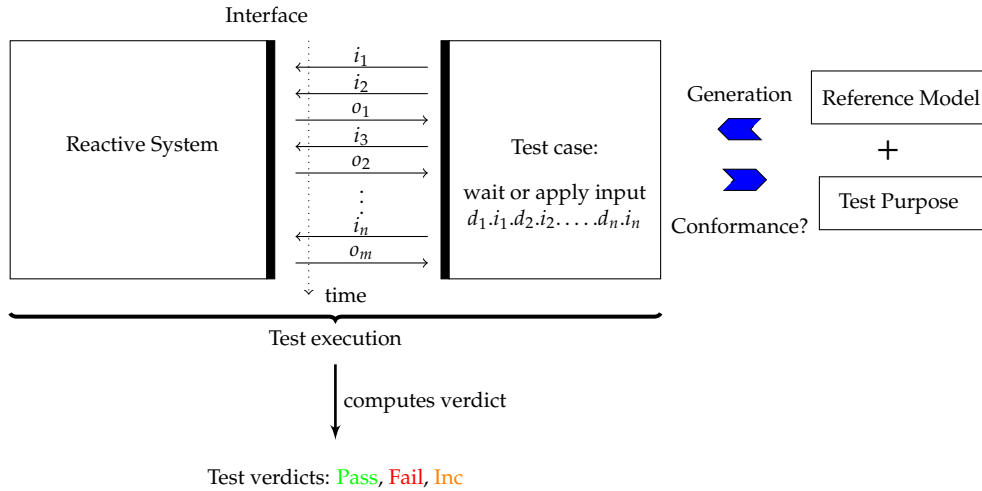 Interface
Reactive System
i₁
i₂
o₁
i₃
o₂
⋮
iₙ
oₘ
time
Test case:
wait or apply input
d₁.i₁.d₂.i₂.....dₙ.iₙ
Generation
Conformance?
Reference Model
+
Test Purpose
Test execution
computes verdict
Test verdicts: Pass, Fail, Inc